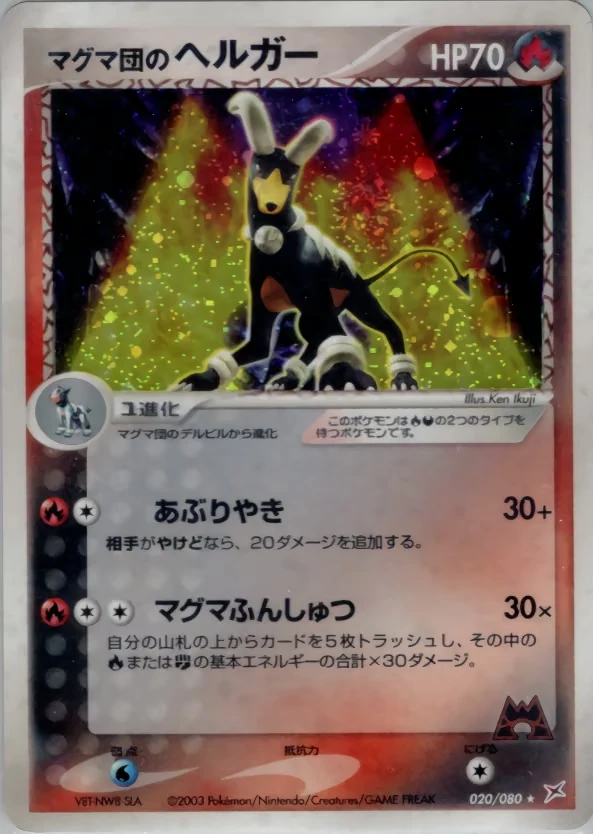 マグマ団の ヘルガー HP70
Illus.Ken Ikuji
1進化
マグマ団のデルビルから進化
このポケモンはの2つのタイプを
持つポケモンです。
あぶりやき 30+
相手がやけどなら、20ダメージを追加する。
マグマふんしゅつ 30×
自分の山札の上からカードを5枚トラッシュし、その中の
またはの基本エネルギーの合計×30ダメージ。
弱点 抵抗力 にげる
V8T-NW8-SLA ©2003 Pokémon/Nintendo/Creatures/GAME FREAK 020/080 ★